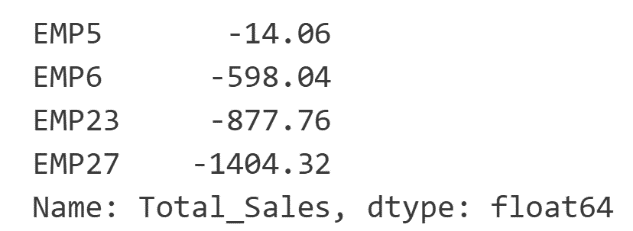 EMP5       -14.06
EMP6      -598.04
EMP23     -877.76
EMP27    -1404.32
Name: Total_Sales, dtype: float64